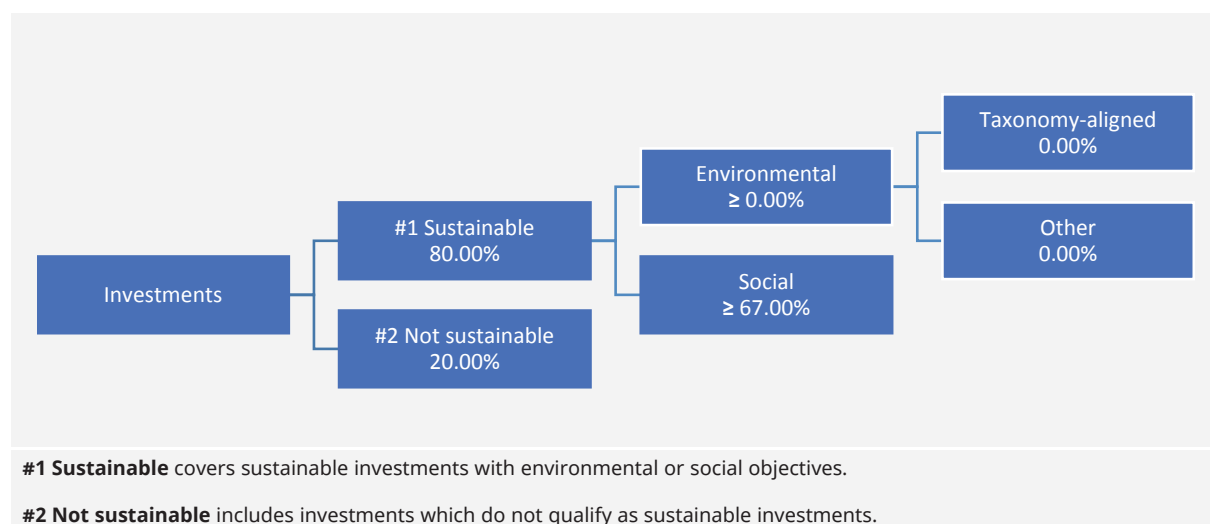 Investments
#1 Sustainable
80.00%
#2 Not sustainable
20.00%
Environmental
≥ 0.00%
Social
≥ 67.00%
Taxonomy-aligned
0.00%
Other
0.00%
#1 Sustainable covers sustainable investments with environmental or social objectives.
#2 Not sustainable includes investments which do not qualify as sustainable investments.